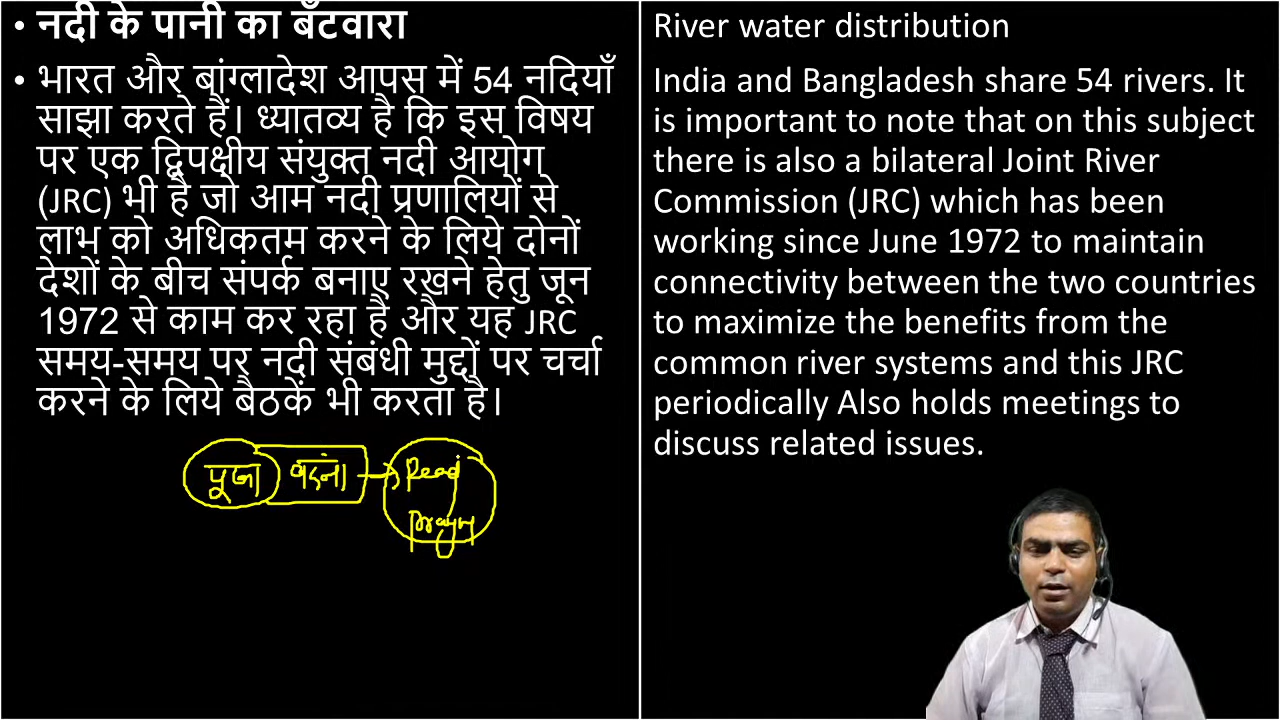 • नदी के पानी का बँटवारा
• भारत और बांग्लादेश आपस में 54 नदियाँ
साझा करते हैं। ध्यातव्य है कि इस विषय
पर एक द्विपक्षीय संयुक्त नदी आयोग
(JRC) भी है जो आम नदी प्रणालियों से
लाभ को अधिकतम करने के लिये दोनों
देशों के बीच संपर्क बनाए रखने हेतु जून
1972 से काम कर रहा है और यह JRC
समय-समय पर नदी संबंधी मुद्दों पर चर्चा
करने के लिये बैठकें भी करता है।
पूजा
Read
River water distribution
India and Bangladesh share 54 rivers. It
is important to note that on this subject
there is also a bilateral Joint River
Commission (JRC) which has been
working since June 1972 to maintain
connectivity between the two countries
to maximize the benefits from the
common river systems and this JRC
periodically Also holds meetings to
discuss related issues.